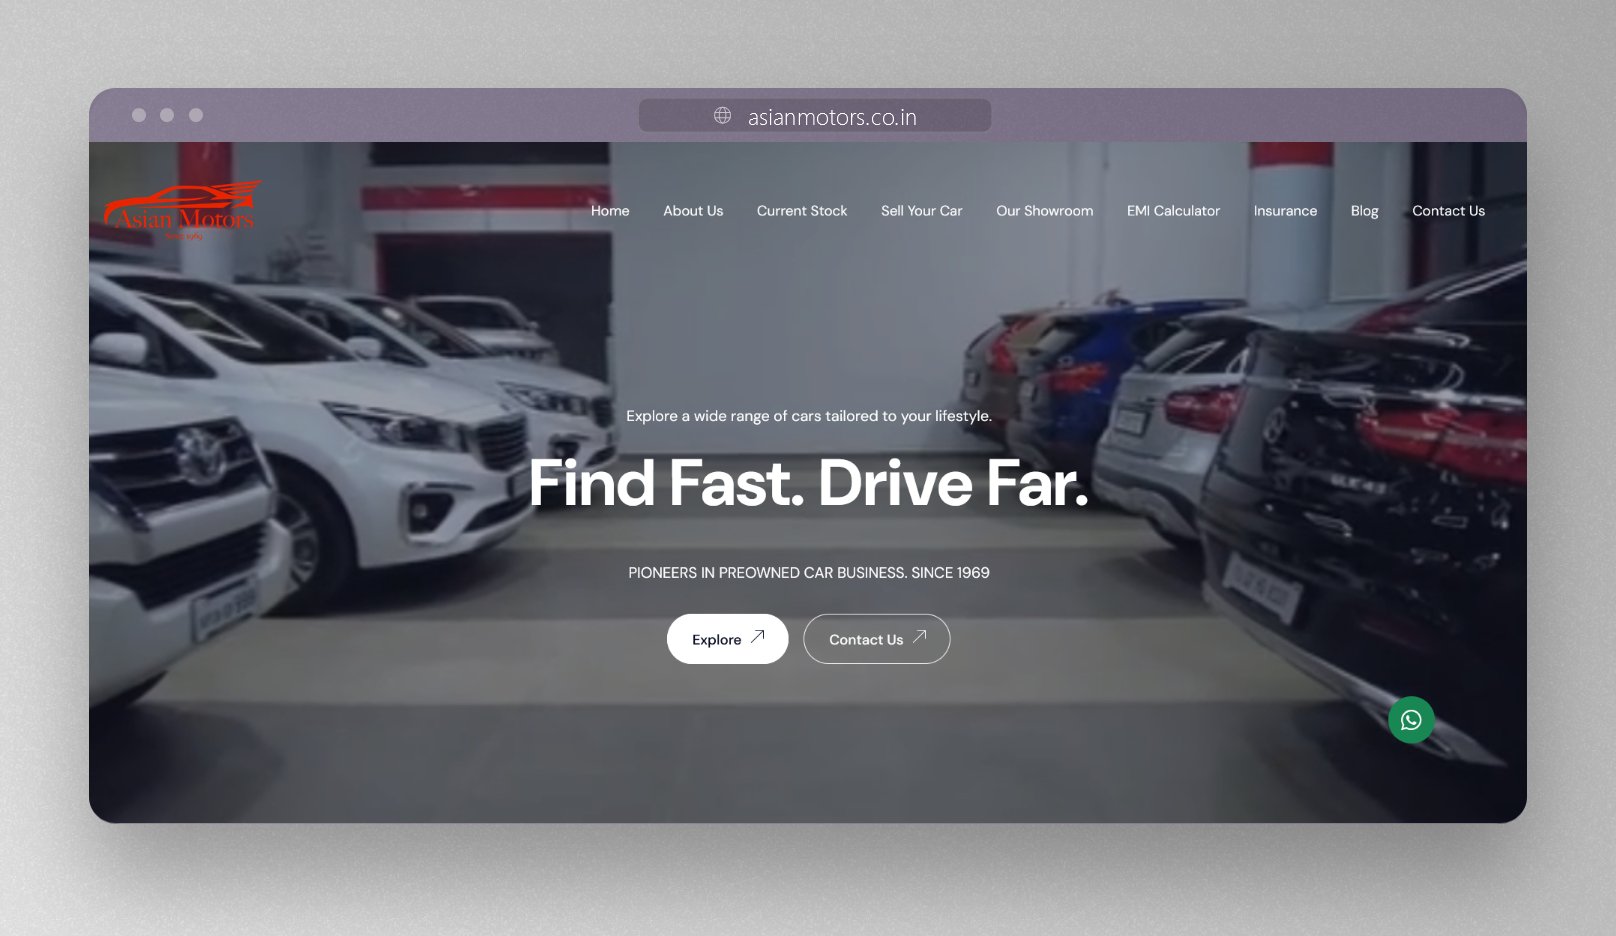 asianmotors.co.in
Asian Motors
Since 1969
Home About Us Current Stock Sell Your Car Our Showroom EMI Calculator Insurance Blog Contact Us
Explore a wide range of cars tailored to your lifestyle.
Find Fast. Drive Far.
PIONEERS IN PREOWNED CAR BUSINESS. SINCE 1969
Explore Contact Us